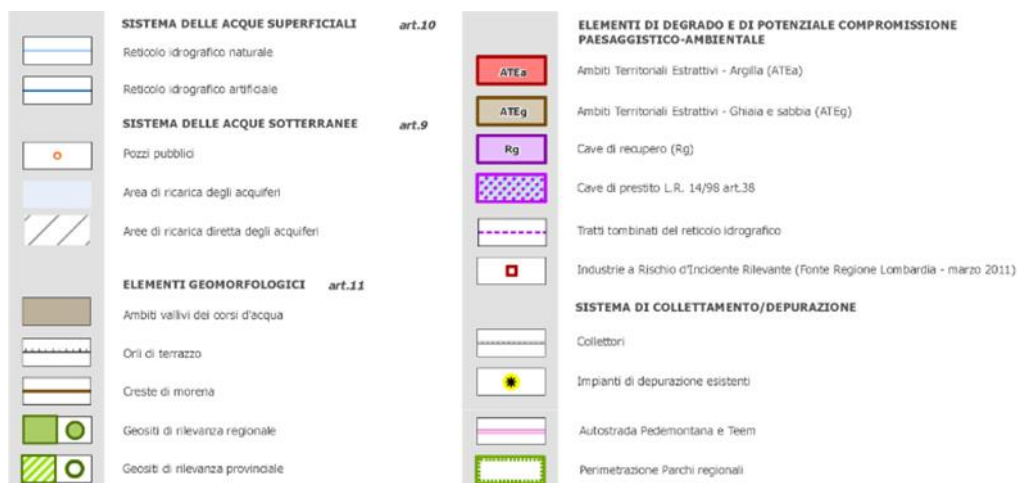 SISTEMA DELLE ACQUE SUPERFICIALI art.10
Reticolo idrografico naturale
Reticolo idrografico artificiale
SISTEMA DELLE ACQUE SOTTERRANEE art.9
Pozzi pubblici
Area di ricarica degli acquiferi
Aree di ricarica diretta degli acquiferi
ELEMENTI GEOMORFOLOGICI art.11
Ambiti vallivi dei corsi d'acqua
Orli di terrazzo
Creste di morena
Geositi di rilevanza regionale
Geositi di rilevanza provinciale
ELEMENTI DI DEGRADO E DI POTENZIALE COMPROMISSIONE
PAESAGGISTICO-AMBIENTALE
ATEa Ambiti Territoriali Estrattivi - Argilla (ATEa)
ATEg Ambiti Territoriali Estrattivi - Ghiaia e sabbia (ATEg)
Rg Cave di recupero (Rg)
Cave di prestito L.R. 14/98 art.38
Tratti tombinati del reticolo idrografico
Industrie a Rischio d'Incidente Rilevante (Fonte Regione Lombardia - marzo 2011)
SISTEMA DI COLLETTAMENTO/DEPURAZIONE
Collettori
Impianti di depurazione esistenti
Autostrada Pedemontana e Teem
Perimetrazione Parchi regionali